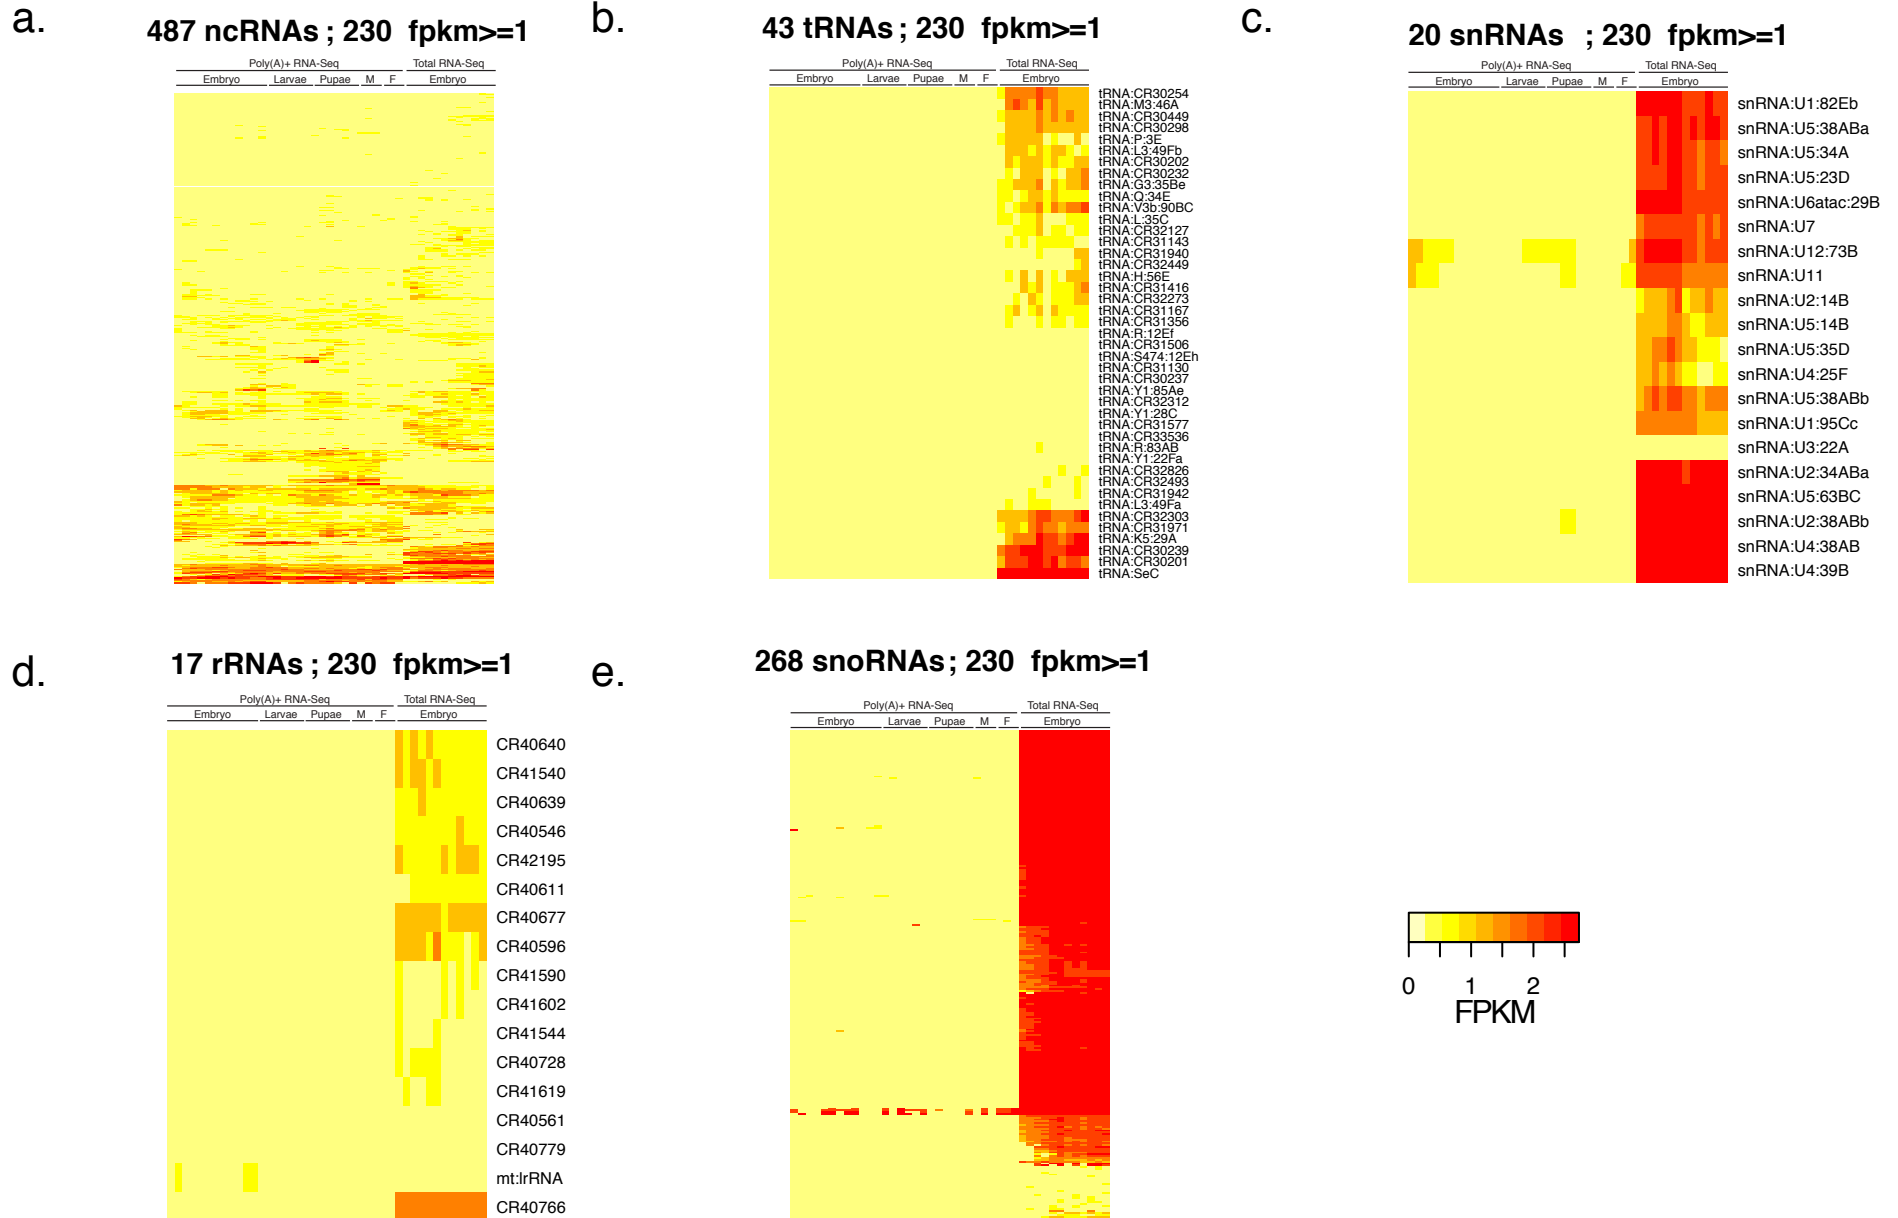 a.
487 ncRNAs ; 230 fpkm>=1
Poly(A)+ RNA-Seq Total RNA-Seq
Embryo Larvae Pupae M F Embryo
b.
43 tRNAs ; 230 fpkm>=1
Poly(A)+ RNA-Seq Total RNA-Seq
Embryo Larvae Pupae M F Embryo
tRNA:CR30254
tRNA:M3:46A
tRNA:CR30449
tRNA:CR30298
tRNA:P:3E
tRNA:L3:49Fb
tRNA:CR30202
tRNA:CR30232
tRNA:G3:35Be
tRNA:Q:34E
tRNA:V3b:90BC
tRNA:L:35C
tRNA:CR32127
tRNA:CR31143
tRNA:CR31940
tRNA:CR32449
tRNA:H:56E
tRNA:CR31416
tRNA:CR32273
tRNA:CR31167
tRNA:CR31356
tRNA:R:12Ef
tRNA:CR31506
tRNA:S474:12Eh
tRNA:CR31130
tRNA:CR30237
tRNA:Y1:85Ae
tRNA:CR32312
tRNA:Y1:28C
tRNA:CR31577
tRNA:CR33536
tRNA:R:83AB
tRNA:Y1:22Fa
tRNA:CR32826
tRNA:CR32493
tRNA:CR31942
tRNA:L3:49Fa
tRNA:CR32303
tRNA:CR31971
tRNA:K5:29A
tRNA:CR30239
tRNA:CR30201
tRNA:SeC
c.
20 snRNAs ; 230 fpkm>=1
Poly(A)+ RNA-Seq Total RNA-Seq
Embryo Larvae Pupae M F Embryo
snRNA:U1:82Eb
snRNA:U5:38ABa
snRNA:U5:34A
snRNA:U5:23D
snRNA:U6atac:29B
snRNA:U7
snRNA:U12:73B
snRNA:U11
snRNA:U2:14B
snRNA:U5:14B
snRNA:U5:35D
snRNA:U4:25F
snRNA:U5:38ABb
snRNA:U1:95Cc
snRNA:U3:22A
snRNA:U2:34ABa
snRNA:U5:63BC
snRNA:U2:38ABb
snRNA:U4:38AB
snRNA:U4:39B
d.
17 rRNAs ; 230 fpkm>=1
Poly(A)+ RNA-Seq Total RNA-Seq
Embryo Larvae Pupae M F Embryo
CR40640
CR41540
CR40639
CR40546
CR42195
CR40611
CR40677
CR40596
CR41590
CR41602
CR41544
CR40728
CR41619
CR40561
CR40779
mt:lrRNA
CR40766
e.
268 snoRNAs ; 230 fpkm>=1
Poly(A)+ RNA-Seq Total RNA-Seq
Embryo Larvae Pupae M F Embryo
0 1 2
FPKM